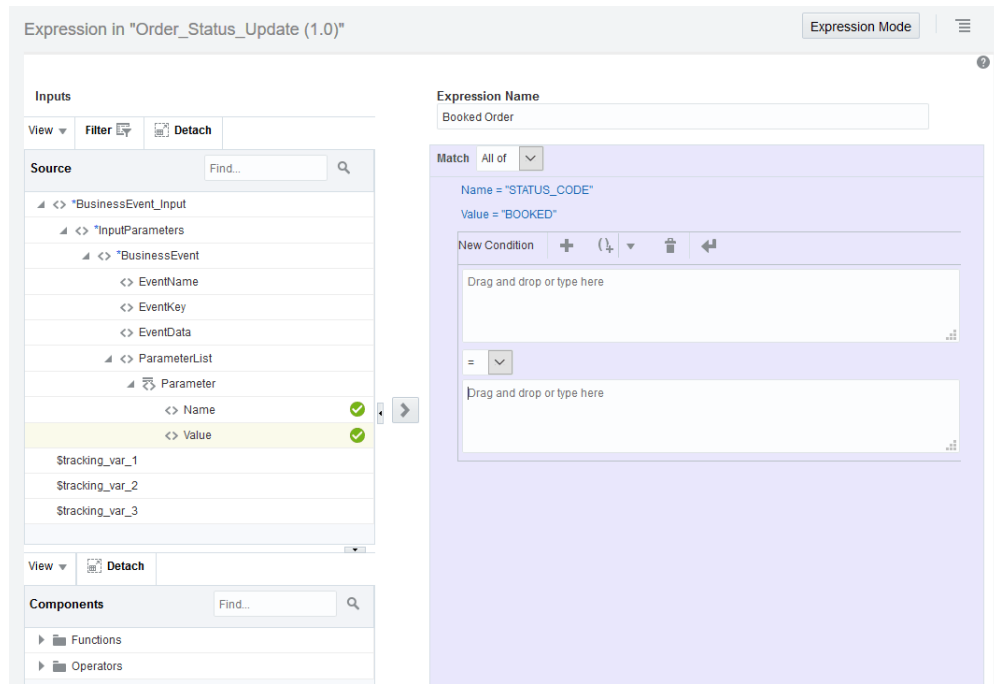 Expression in "Order_Status_Update (1.0)"
Expression Mode
Inputs
View
Filter
Detach
Source
Find...
*BusinessEvent_Input
*InputParameters
*BusinessEvent
EventName
EventKey
EventData
ParameterList
Parameter
Name
Value
$tracking_var_1
$tracking_var_2
$tracking_var_3
View
Detach
Components
Find...
Functions
Operators
Expression Name
Booked Order
Match All of
Name = "STATUS_CODE"
Value = "BOOKED"
New Condition
Drag and drop or type here
=
Drag and drop or type here